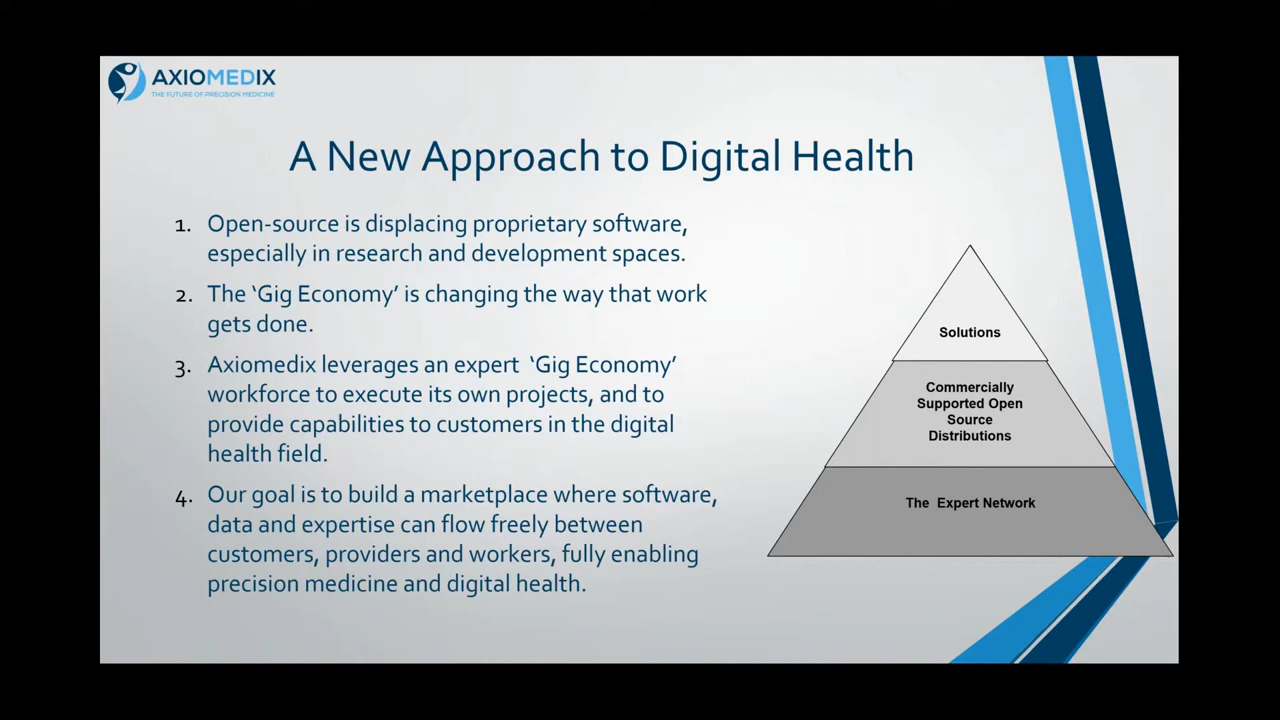 AXIOMEDIX
THE FUTURE OF PRECISION MEDICINE
A New Approach to Digital Health
1. Open-source is displacing proprietary software,
especially in research and development spaces.
2. The ‘Gig Economy’ is changing the way that work
gets done.
3. Axiomedix leverages an expert ‘Gig Economy’
workforce to execute its own projects, and to
provide capabilities to customers in the digital
health field.
4. Our goal is to build a marketplace where software,
data and expertise can flow freely between
customers, providers and workers, fully enabling
precision medicine and digital health.
Solutions
Commercially
Supported Open
Source
Distributions
The Expert Network